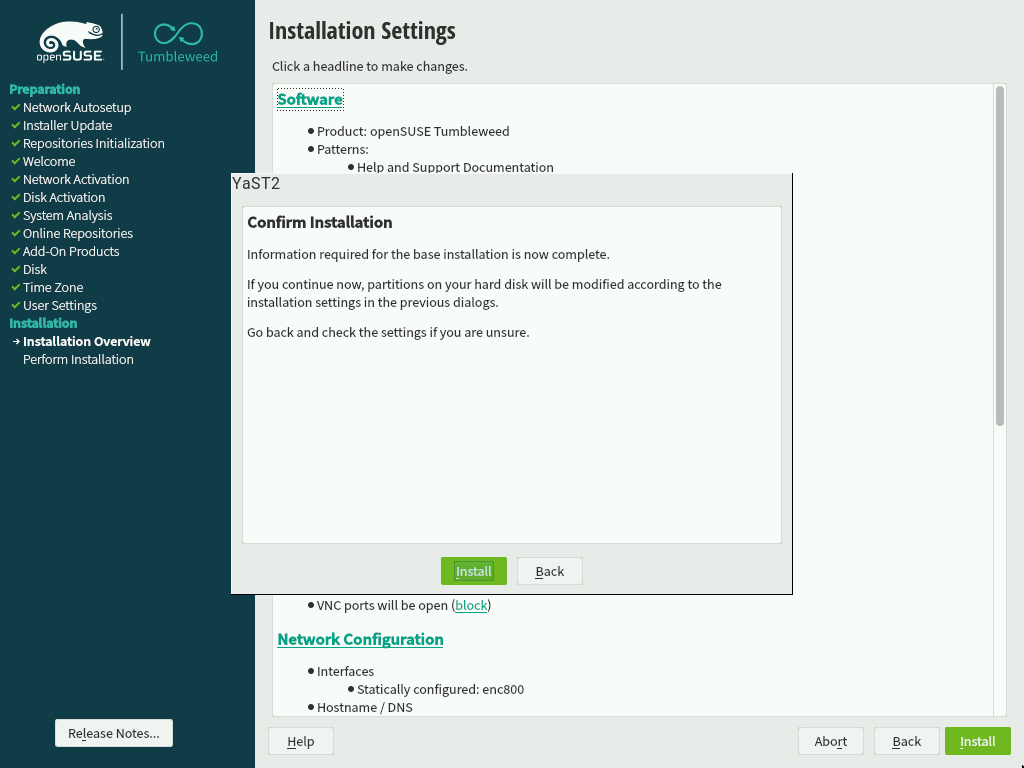 openSUSE
Tumbleweed
Preparation
Network Autosetup
Installer Update
Repositories Initialization
Welcome
Network Activation
Disk Activation
System Analysis
Online Repositories
Add-On Products
Disk
Time Zone
User Settings
Installation
Installation Overview
Perform Installation
Release Notes...
Installation Settings
Click a headline to make changes.
Software
Product: openSUSE Tumbleweed
Patterns:
Help and Support Documentation
YaST2
Confirm Installation
Information required for the base installation is now complete.
If you continue now, partitions on your hard disk will be modified according to the
installation settings in the previous dialogs.
Go back and check the settings if you are unsure.
Install Back
VNC ports will be open (block)
Network Configuration
Interfaces
Statically configured: enc800
Hostname / DNS
Help Abort Back Install